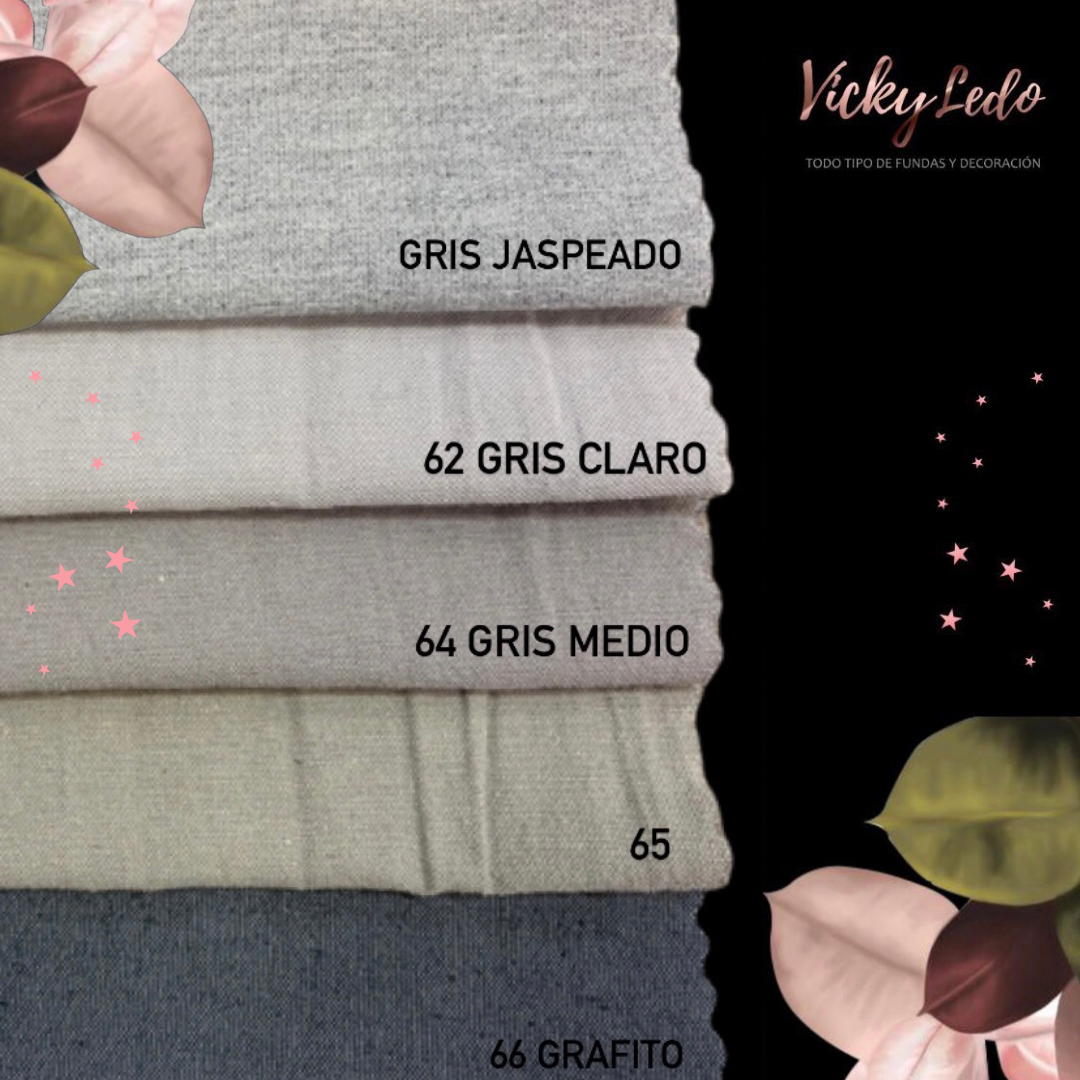 Vicky Ledo
TODO TIPO DE FUNDAS Y DECORACIÓN
GRIS JASPEADO
62 GRIS CLARO
64 GRIS MEDIO
65
66 GRAFITO